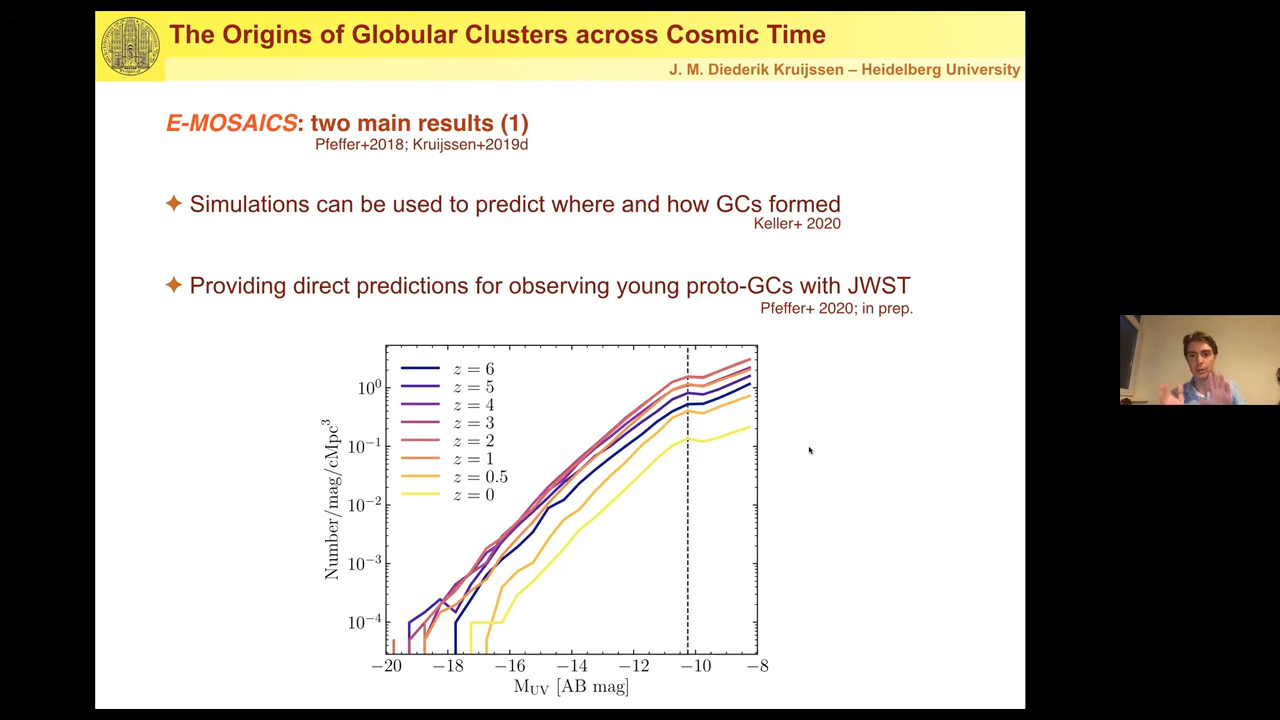 The Origins of Globular Clusters across Cosmic Time
J. M. Diederik Kruijssen – Heidelberg University
E-MOSAICS: two main results (1)
Pfeffer+2018; Kruijssen+2019d
✦ Simulations can be used to predict where and how GCs formed
Keller+ 2020
✦ Providing direct predictions for observing young proto-GCs with JWST
Pfeffer+ 2020; in prep.
z = 6
z = 5
z = 4
z = 3
z = 2
z = 1
z = 0.5
z = 0
10⁰
10⁻¹
10⁻²
10⁻³
10⁻⁴
Number/mag/cMpc³
−20 −18 −16 −14 −12 −10 −8
M_UV [AB mag]